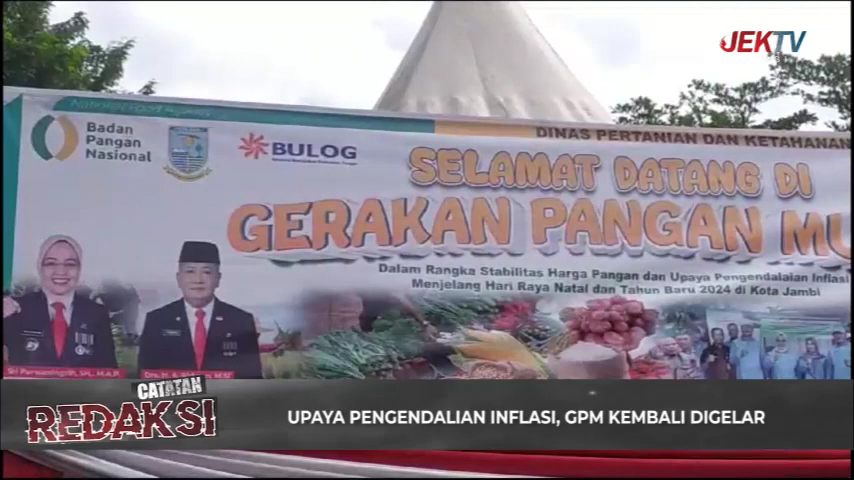 JEKTV
DINAS PERTANIAN DAN KETAHANAN
Badan
Pangan
Nasional
BULOG
SELAMAT DATANG DI
GERAKAN PANGAN MU
Dalam Rangka Stabilitas Harga Pangan dan Upaya Pengendalaian Inflasi
Menjelang Hari Raya Natal dan Tahun Baru 2024 di Kota Jambi
CATATAN
REDAKSI
UPAYA PENGENDALIAN INFLASI, GPM KEMBALI DIGELAR